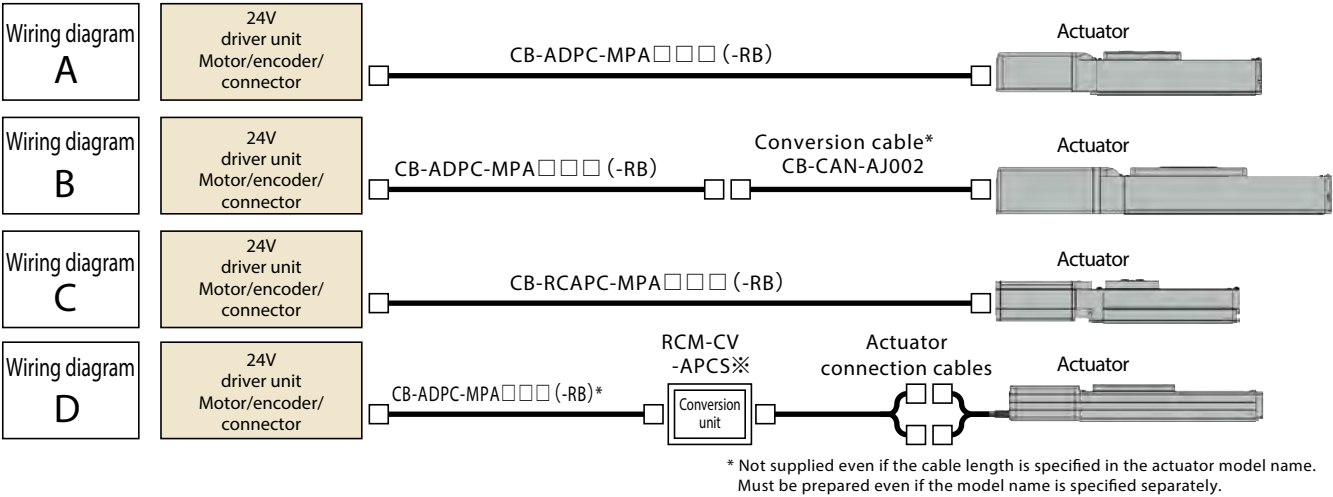 Wiring diagram
A
24V
driver unit
Motor/encoder/
connector
CB-ADPC-MPA□□□ (-RB)
Actuator
Wiring diagram
B
24V
driver unit
Motor/encoder/
connector
CB-ADPC-MPA□□□ (-RB)
Conversion cable*
CB-CAN-AJ002
Actuator
Wiring diagram
C
24V
driver unit
Motor/encoder/
connector
CB-RCAPC-MPA□□□ (-RB)
Actuator
Wiring diagram
D
24V
driver unit
Motor/encoder/
connector
CB-ADPC-MPA□□□ (-RB)*
RCM-CV
-APCS※
Conversion
unit
Actuator
connection cables
Actuator
* Not supplied even if the cable length is specified in the actuator model name.
Must be prepared even if the model name is specified separately.